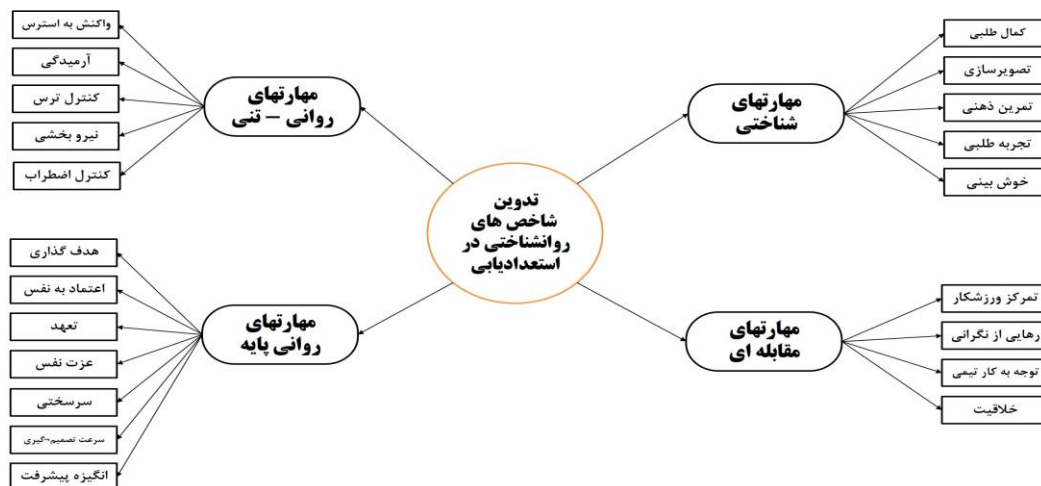 تدوین
شاخص های
روانشناختی در
استعدادیابی
مهارتهای
شناختی
کمال طلبی
تصویرسازی
تمرین ذهنی
تجربه طلبی
خوش بینی
مهارتهای
مقابله ای
تمرکز ورزشکار
رهایی از نگرانی
توجه به کار تیمی
خلاقیت
مهارتهای
روانی – تنی
واکنش به استرس
آرمیدگی
کنترل ترس
نیرو بخشی
کنترل اضطراب
مهارتهای
روانی پایه
هدف گذاری
اعتماد به نفس
تعهد
عزت نفس
سرسختی
سرعت تصمیم¬گیری
انگیزه پیشرفت